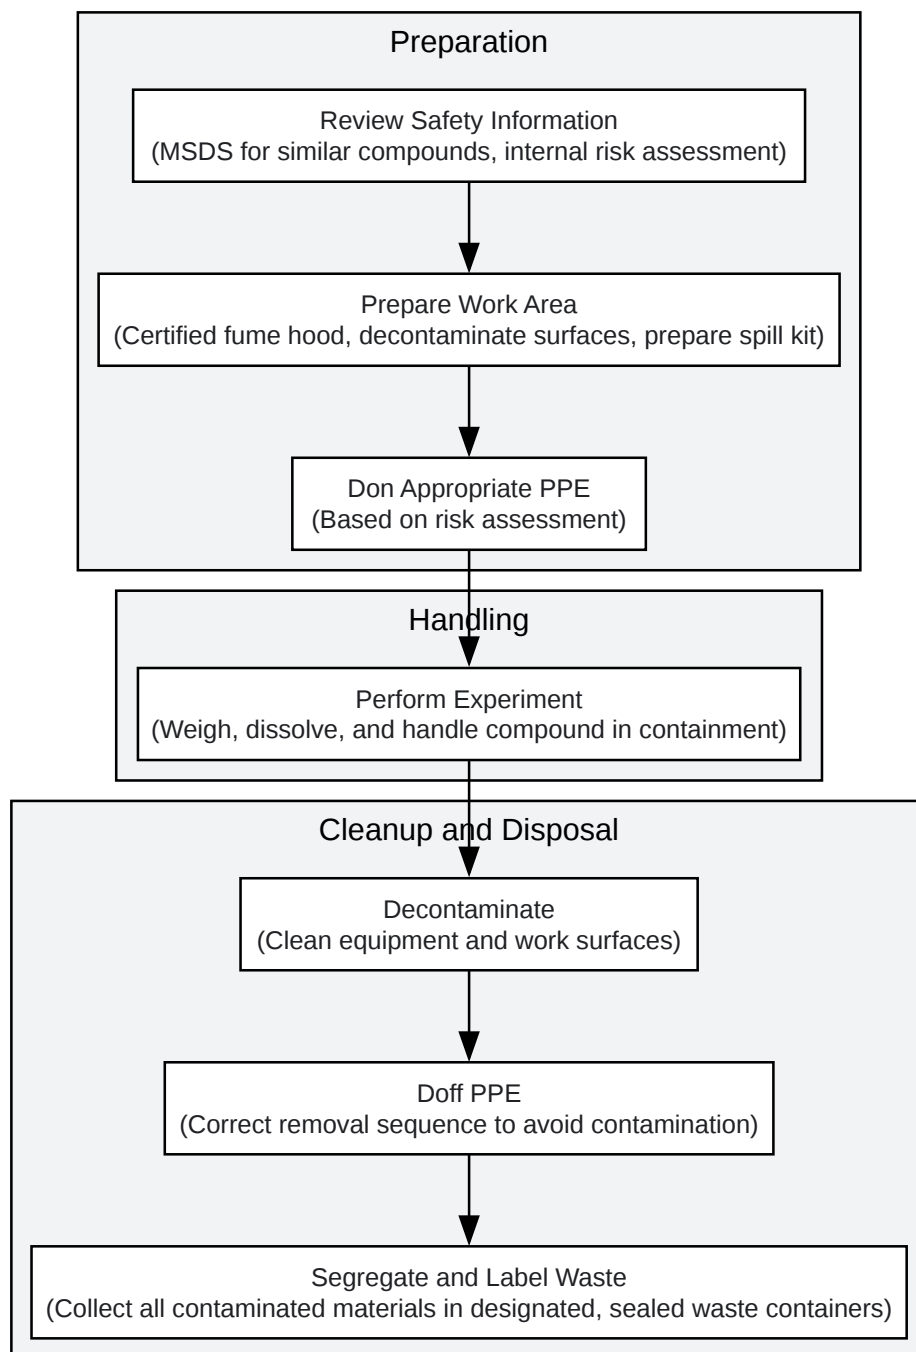 Preparation
Review Safety Information
(MSDS for similar compounds, internal risk assessment)
Prepare Work Area
(Certified fume hood, decontaminate surfaces, prepare spill kit)
Don Appropriate PPE
(Based on risk assessment)
Handling
Perform Experiment
(Weigh, dissolve, and handle compound in containment)
Cleanup and Disposal
Decontaminate
(Clean equipment and work surfaces)
Doff PPE
(Correct removal sequence to avoid contamination)
Segregate and Label Waste
(Collect all contaminated materials in designated, sealed waste containers)